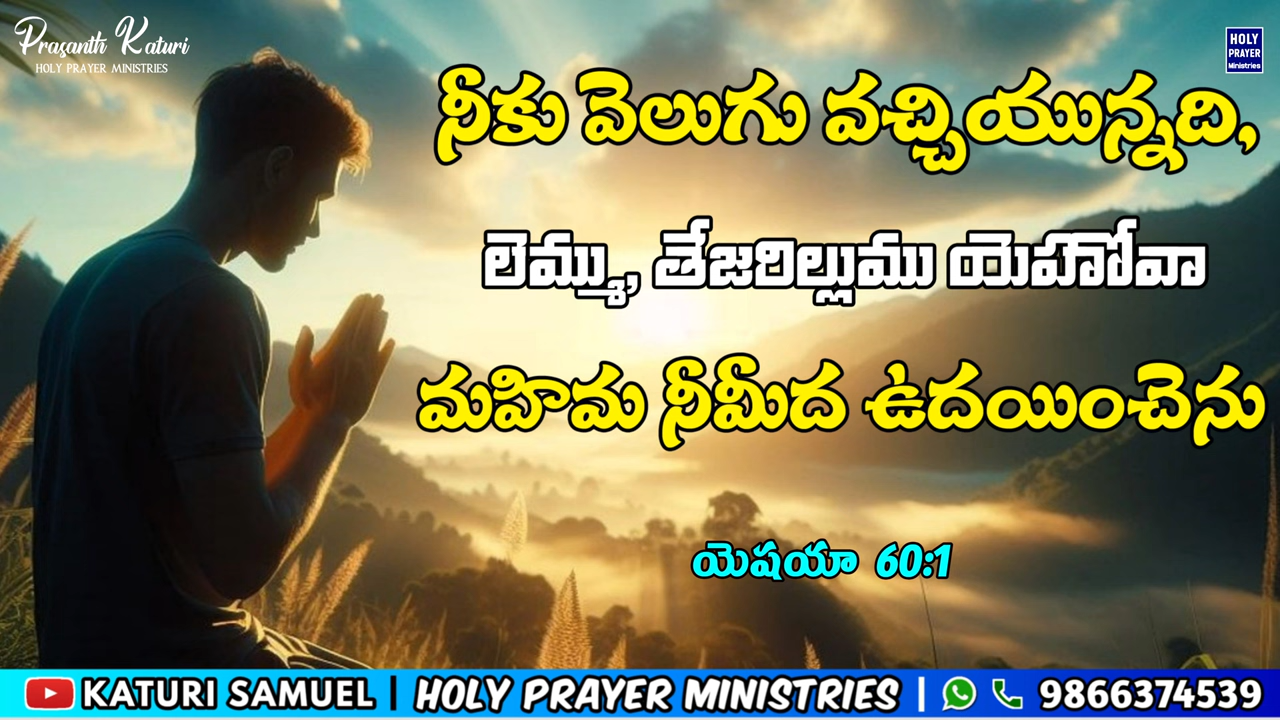 Prasanth Katuri
HOLY PRAYER MINISTRIES
HOLY
PRAYER
Ministries
నీకు వెలుగు వచ్చియున్నది,
లెమ్ము, తేజరిల్లుము యెహోవా
మహిమ నీమీద ఉదయించెను
యెషయా 60:1
KATURI SAMUEL | HOLY PRAYER MINISTRIES | 9866374539